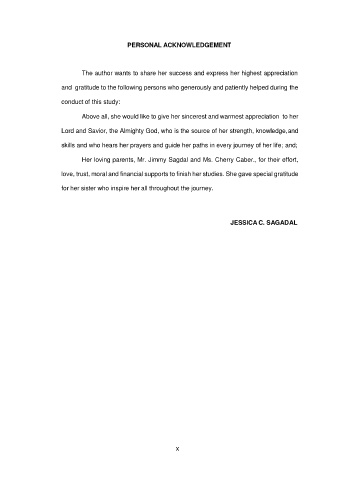 PERSONAL ACKNOWLEDGEMENT
The author wants to share her success and express her highest appreciation
and gratitude to the following persons who generously and patiently helped during the
conduct of this study:
Above all, she would like to give her sincerest and warmest appreciation to her
Lord and Savior, the Almighty God, who is the source of her strength, knowledge,and
skills and who hears her prayers and guide her paths in every journey of her life; and;
Her loving parents, Mr. Jimmy Sagdal and Ms. Cherry Caber., for their effort,
love, trust, moral and financial supports to finish her studies. She gave special gratitude
for her sister who inspire her all throughout the journey.
JESSICA C. SAGADAL
x